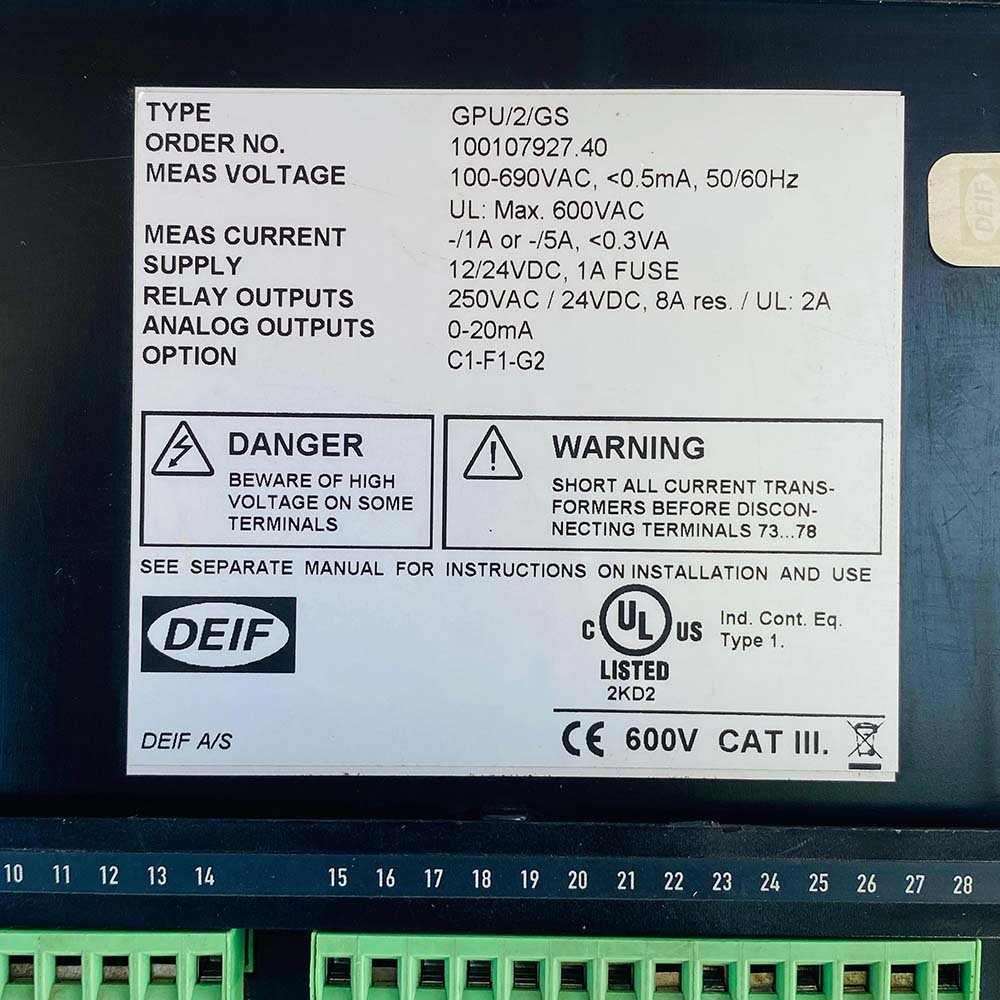 TYPE GPU/2/GS
ORDER NO. 100107927.40
MEAS VOLTAGE 100-690VAC, <0.5mA, 50/60Hz
UL: Max. 600VAC
MEAS CURRENT -/1A or -/5A, <0.3VA
SUPPLY 12/24VDC, 1A FUSE
RELAY OUTPUTS 250VAC / 24VDC, 8A res. / UL: 2A
ANALOG OUTPUTS 0-20mA
OPTION C1-F1-G2
DEIF
DANGER
BEWARE OF HIGH
VOLTAGE ON SOME
TERMINALS
WARNING
SHORT ALL CURRENT TRANS-
FORMERS BEFORE DISCON-
NECTING TERMINALS 73...78
SEE SEPARATE MANUAL FOR INSTRUCTIONS ON INSTALLATION AND USE
DEIF
C UL US
LISTED
2KD2
Ind. Cont. Eq.
Type 1.
DEIF A/S
CE 600V CAT III.
10 11 12 13 14 15 16 17 18 19 20 21 22 23 24 25 26 27 28